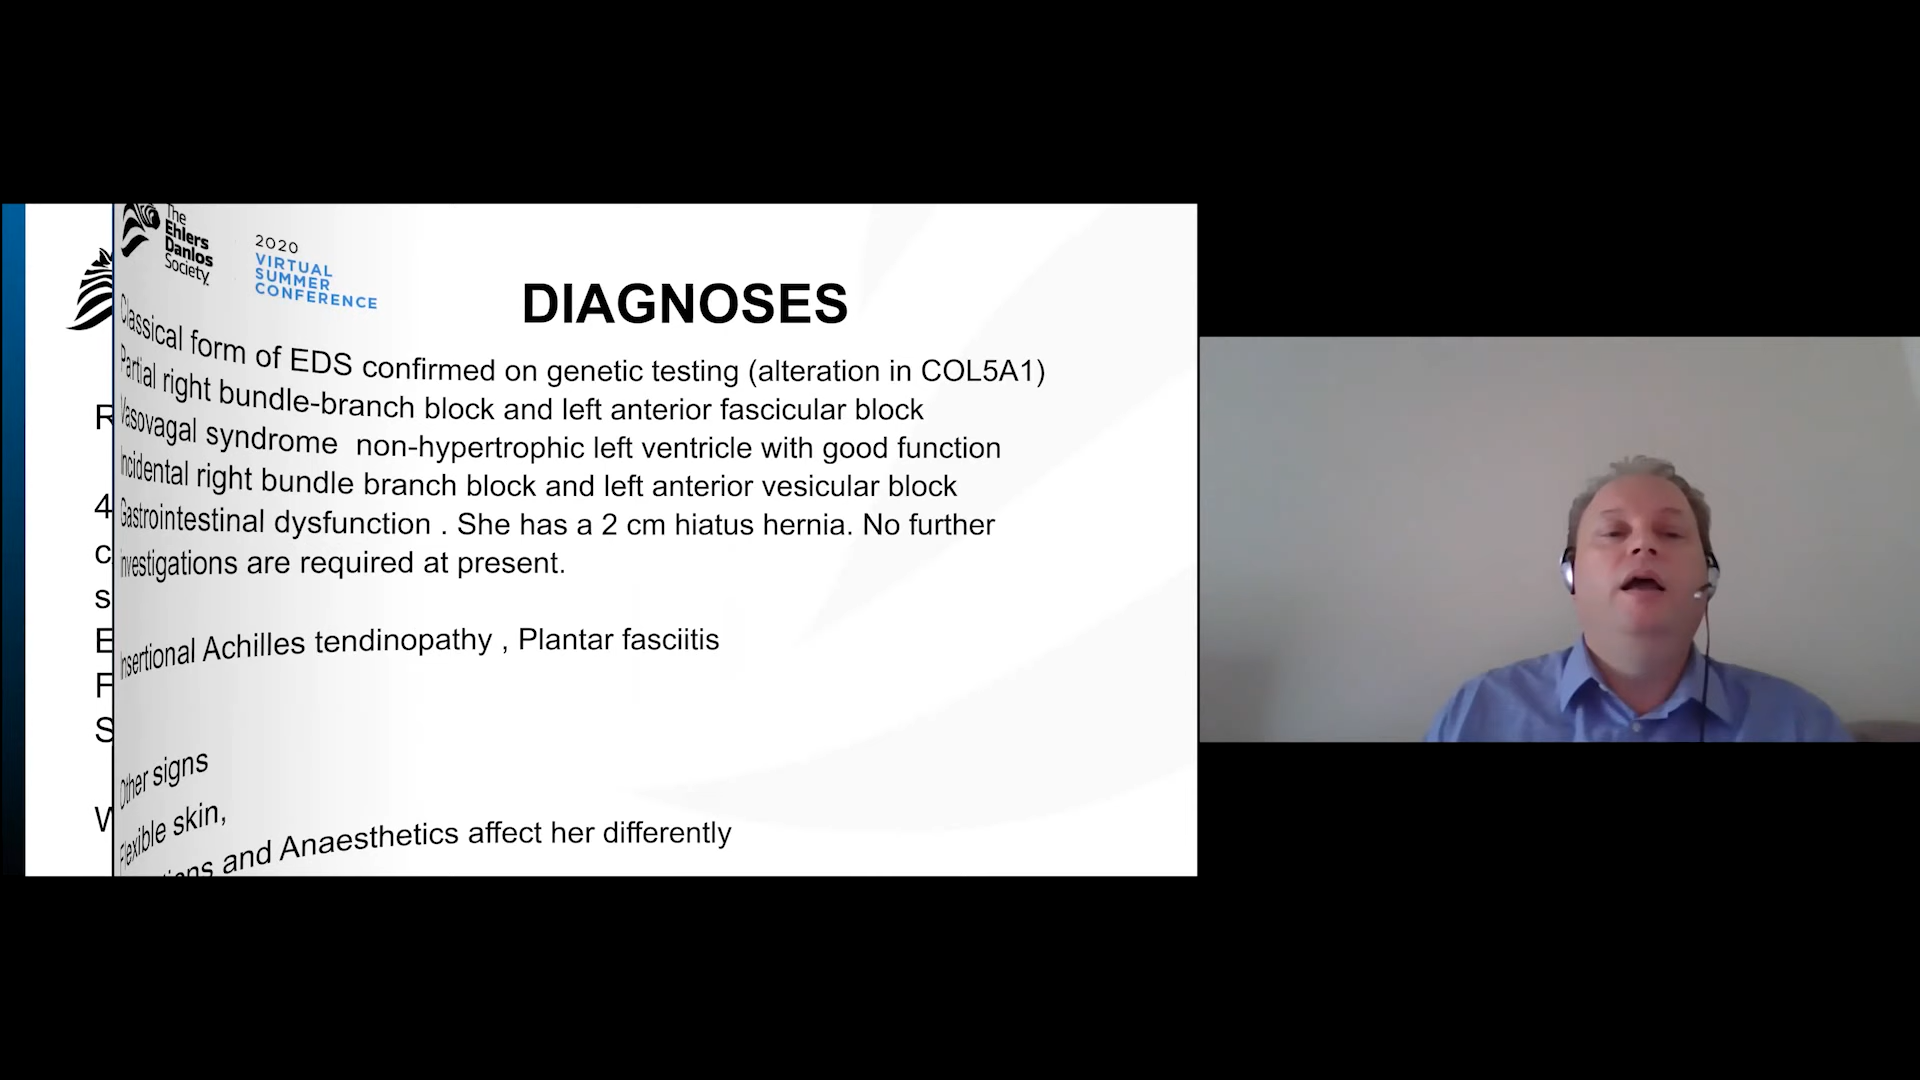 The
Ehlers
Danlos
Society.
2020
VIRTUAL
SUMMER
CONFERENCE
DIAGNOSES
Classical form of EDS confirmed on genetic testing (alteration in COL5A1)
Partial right bundle-branch block and left anterior fascicular block
Vasovagal syndrome non-hypertrophic left ventricle with good function
Incidental right bundle branch block and left anterior vesicular block
Gastrointestinal dysfunction . She has a 2 cm hiatus hernia. No further
investigations are required at present.
Insertional Achilles tendinopathy , Plantar fasciitis
Other signs
Flexible skin,
and Anaesthetics affect her differently
R
4
c
s
E
F
S
W